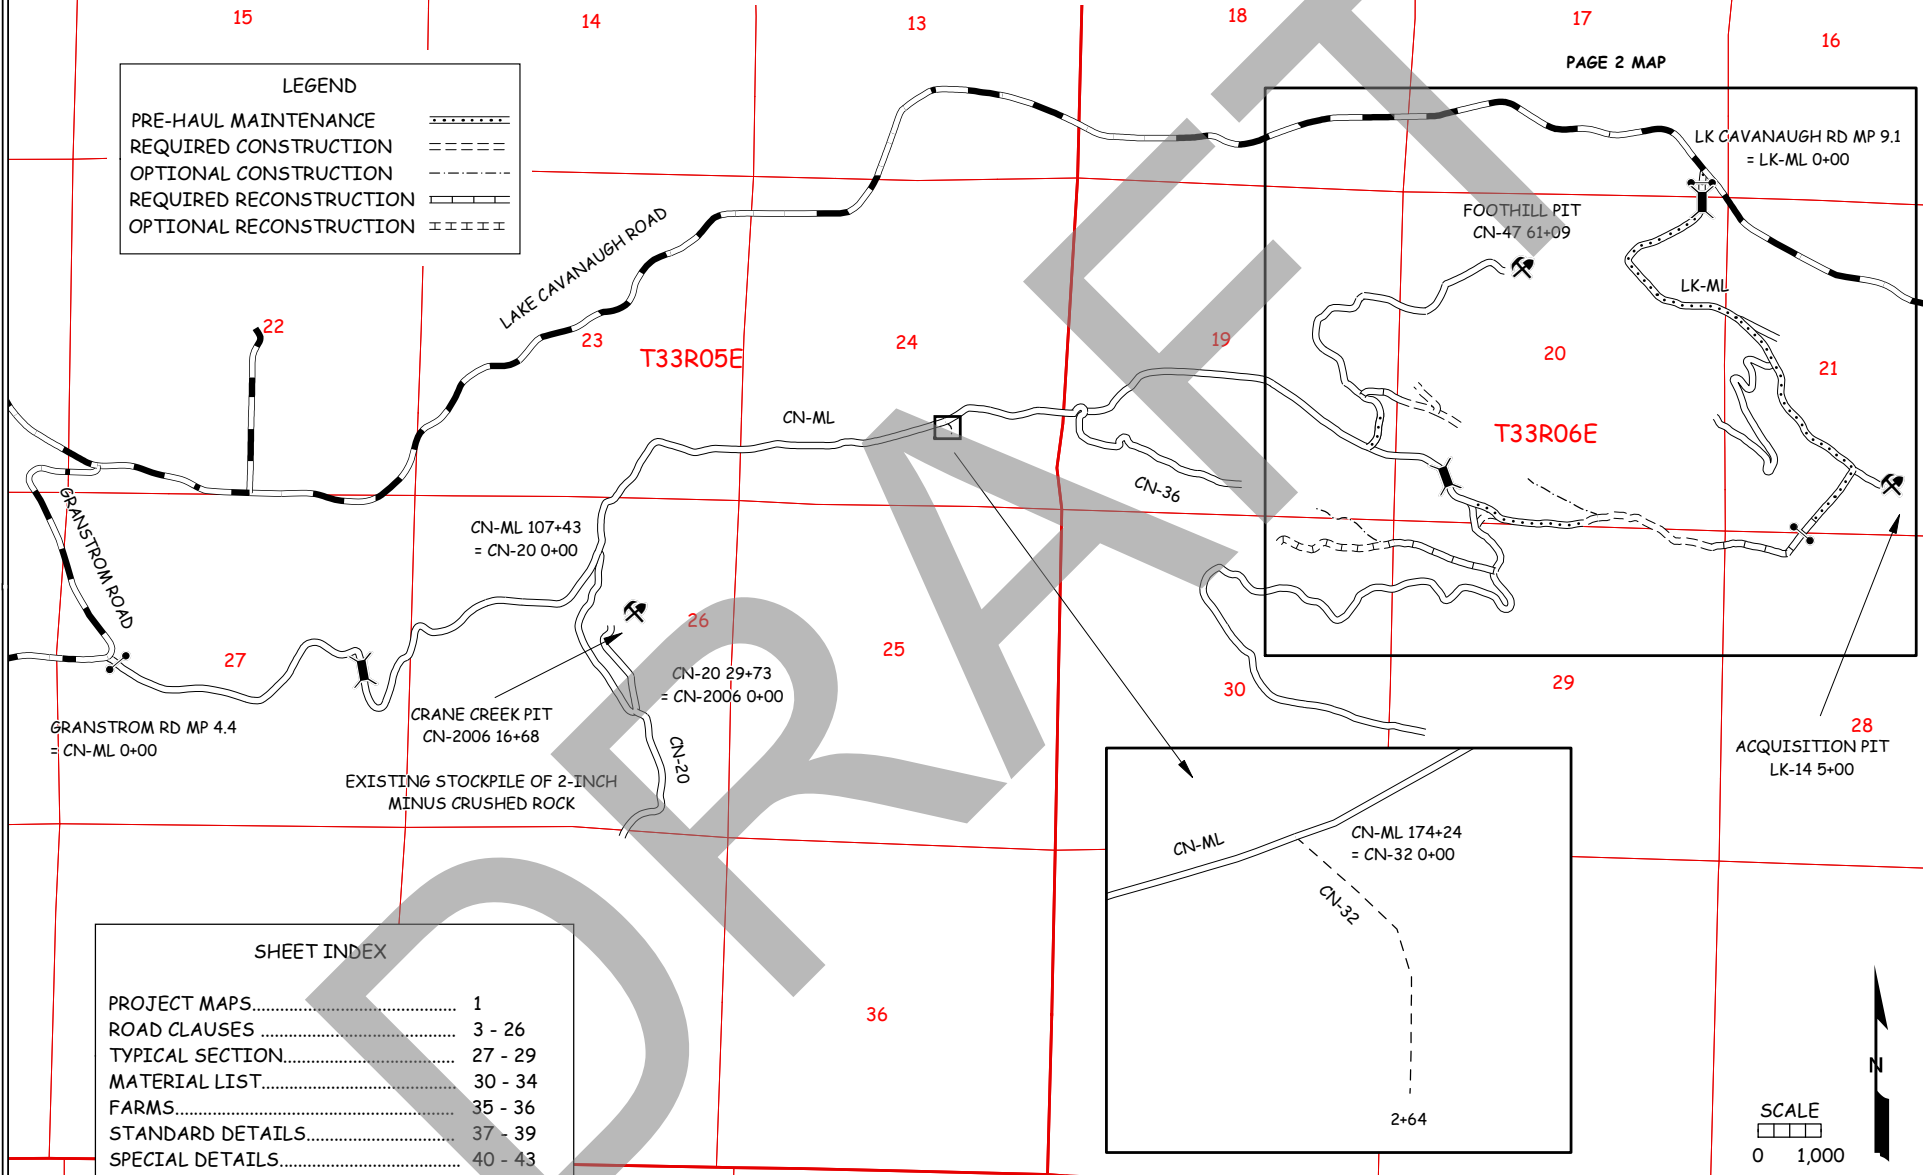 15
14
13
18
17
16
PAGE 2 MAP
LEGEND
PRE-HAUL MAINTENANCE
REQUIRED CONSTRUCTION
OPTIONAL CONSTRUCTION
REQUIRED RECONSTRUCTION
OPTIONAL RECONSTRUCTION
LK CAVANAUGH RD MP 9.1
= LK-ML 0+00
FOOTHILL PIT
CN-47 61+09
LAKE CAVANAUGH ROAD
LK-ML
22
23
T33R05E
24
19
20
21
CN-ML
T33R06E
CN-36
GRANSTROM ROAD
CN-ML 107+43
= CN-20 0+00
26
27
25
CN-20 29+73
= CN-2006 0+00
30
29
28
GRANSTROM RD MP 4.4
= CN-ML 0+00
CRANE CREEK PIT
CN-2006 16+68
CN-20
EXISTING STOCKPILE OF 2-INCH
MINUS CRUSHED ROCK
ACQUISITION PIT
LK-14 5+00
CN-ML
CN-ML 174+24
= CN-32 0+00
CN-32
2+64
36
SHEET INDEX
PROJECT MAPS.......................................... 1
ROAD CLAUSES ........................................ 3 - 26
TYPICAL SECTION................................... 27 - 29
MATERIAL LIST........................................ 30 - 34
FARMS.......................................................... 35 - 36
STANDARD DETAILS............................... 37 - 39
SPECIAL DETAILS.................................... 40 - 43
N
SCALE
0 1,000
DRAFT